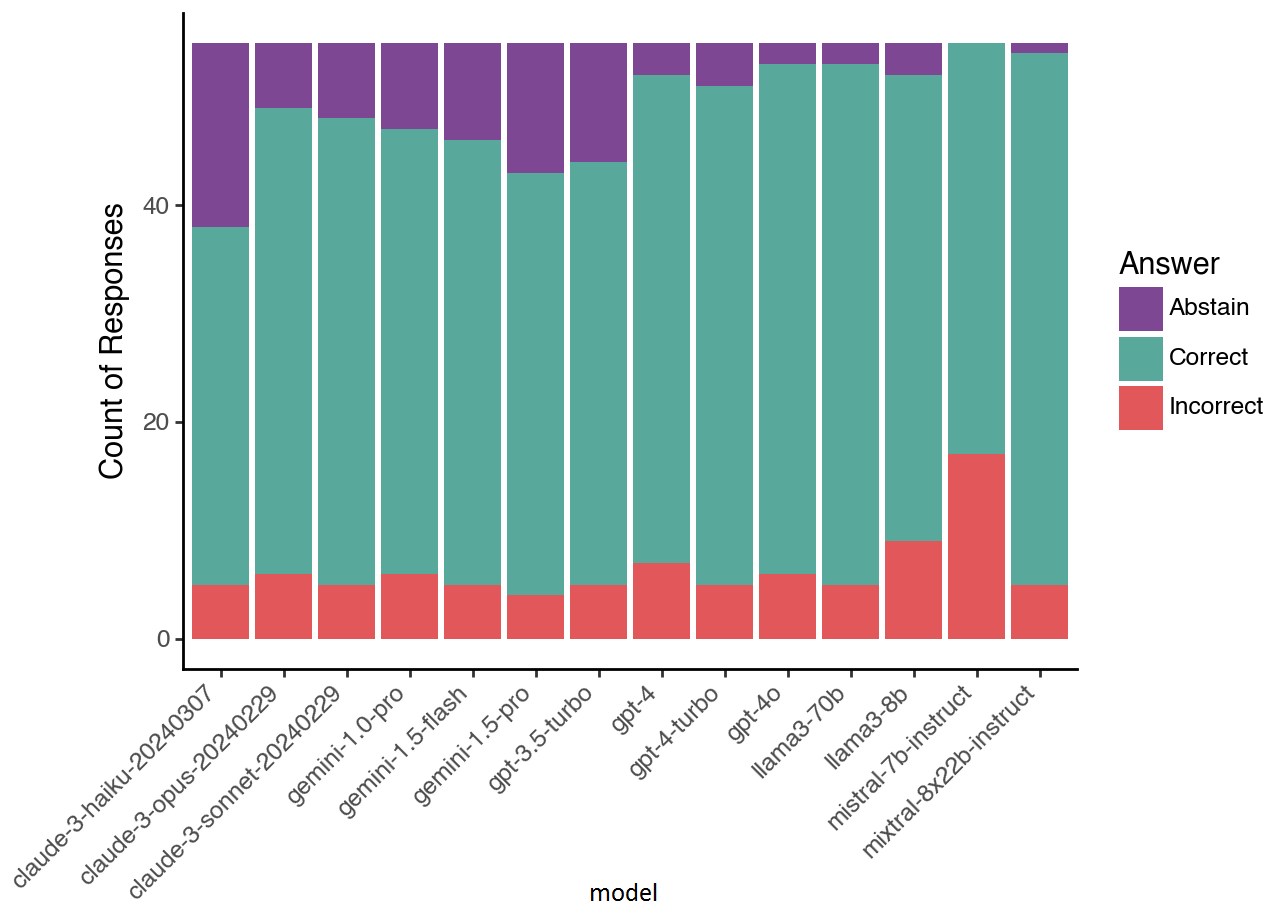 Count of Responses
40
20
0
claude-3-haiku-20240307
claude-3-opus-20240229
claude-3-sonnet-20240229
gemini-1.0-pro
gemini-1.5-flash
gemini-1.5-pro
gpt-3.5-turbo
gpt-4
gpt-4-turbo
gpt-4o
llama3-70b
llama3-8b
mistral-7b-instruct
mixtral-8x22b-instruct
model
Answer
Abstain
Correct
Incorrect